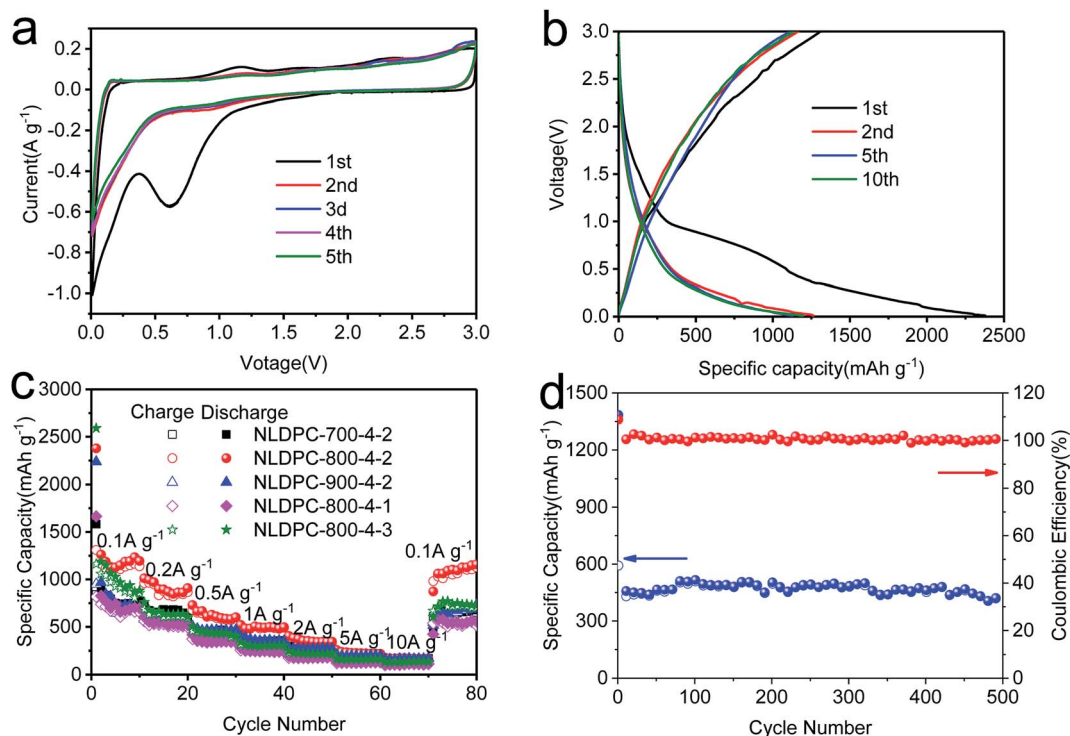 a
0.2
0.0
-0.2
-0.4
-0.6
-0.8
-1.0
Current(A g⁻¹)
1st
2nd
3d
4th
5th
0.0 0.5 1.0 1.5 2.0 2.5 3.0
Votage(V)
b
3.0
2.5
2.0
1.5
1.0
0.5
0.0
Voltage(V)
1st
2nd
5th
10th
0 500 1000 1500 2000 2500
Specific capacity(mAh g⁻¹)
c
3000
2500
2000
1500
1000
500
0
Specific Capacity(mAh g⁻¹)
Charge Discharge
NLDPC-700-4-2
NLDPC-800-4-2
NLDPC-900-4-2
NLDPC-800-4-1
NLDPC-800-4-3
0.1A g⁻¹
0.2A g⁻¹
0.5A g⁻¹
1A g⁻¹
2A g⁻¹
5A g⁻¹
10A g⁻¹
0.1A g⁻¹
0 20 40 60 80
Cycle Number
d
1500
1200
900
600
300
0
Specific Capacity(mAh g⁻¹)
120
100
80
60
40
20
0
Coulombic Efficiency(%)
0 100 200 300 400 500
Cycle Number